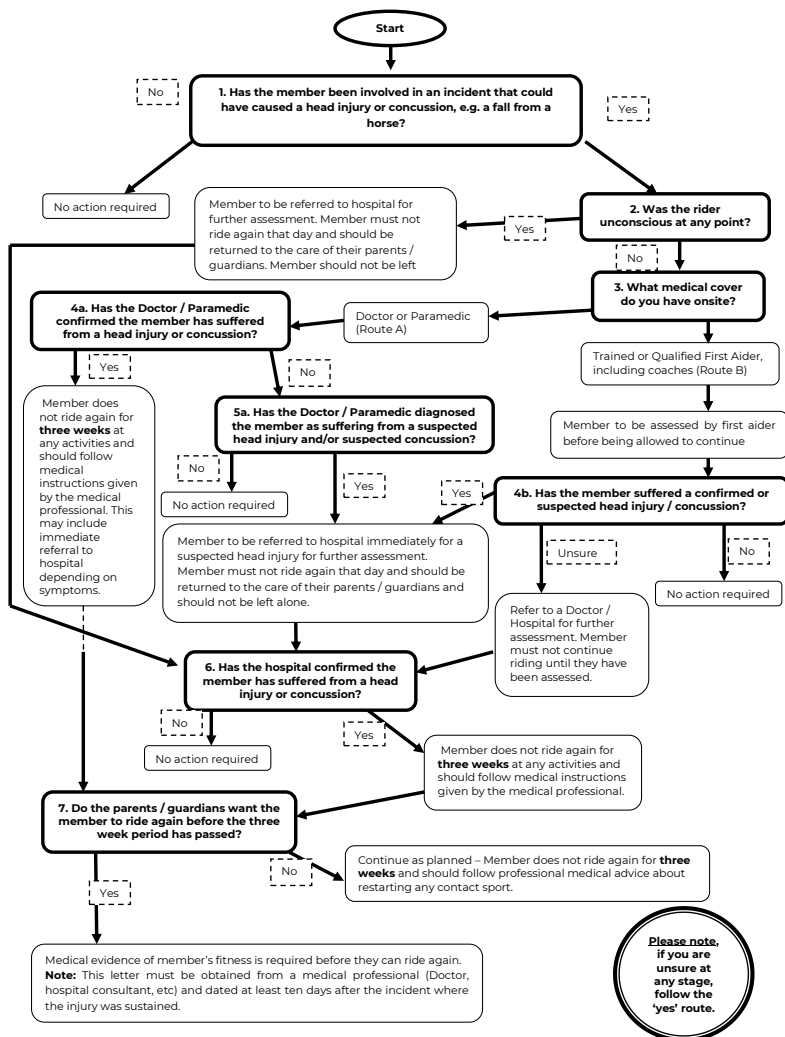 Start
No
1. Has the member been involved in an incident that could
have caused a head injury or concussion, e.g. a fall from a
horse?
Yes
No action required
Member to be referred to hospital for
further assessment. Member must not
ride again that day and should be
returned to the care of their parents /
guardians. Member should not be left
Yes
2. Was the rider
unconscious at any point?
No
3. What medical cover
do you have onsite?
4a. Has the Doctor / Paramedic
confirmed the member has suffered
from a head injury or concussion?
Doctor or Paramedic
(Route A)
Trained or Qualified First Aider,
including coaches (Route B)
Yes
No
Member does
not ride again for
three weeks at
any activities and
should follow
medical
instructions given
by the medical
professional. This
may include
immediate
referral to
hospital
depending on
symptoms.
5a. Has the Doctor / Paramedic diagnosed
the member as suffering from a suspected
head injury and/or suspected concussion?
Member to be assessed by first aider
before being allowed to continue
No
Yes
Yes
No action required
4b. Has the member suffered a confirmed or
suspected head injury / concussion?
Member to be referred to hospital immediately for a
suspected head injury for further assessment.
Member must not ride again that day and should be
returned to the care of their parents / guardians and
should not be left alone.
Unsure
No
No action required
Refer to a Doctor /
Hospital for further
assessment. Member
must not continue
riding until they have
been assessed.
6. Has the hospital confirmed the
member has suffered from a head
injury or concussion?
No
Yes
No action required
Member does not ride again for
three weeks at any activities and
should follow medical instructions
given by the medical professional.
7. Do the parents / guardians want the
member to ride again before the three
week period has passed?
Yes
No
Continue as planned – Member does not ride again for three
weeks and should follow professional medical advice about
restarting any contact sport.
Medical evidence of member's fitness is required before they can ride again.
Note: This letter must be obtained from a medical professional (Doctor,
hospital consultant, etc) and dated at least ten days after the incident where
the injury was sustained.
Please note,
if you are
unsure at
any stage,
follow the
'yes' route.